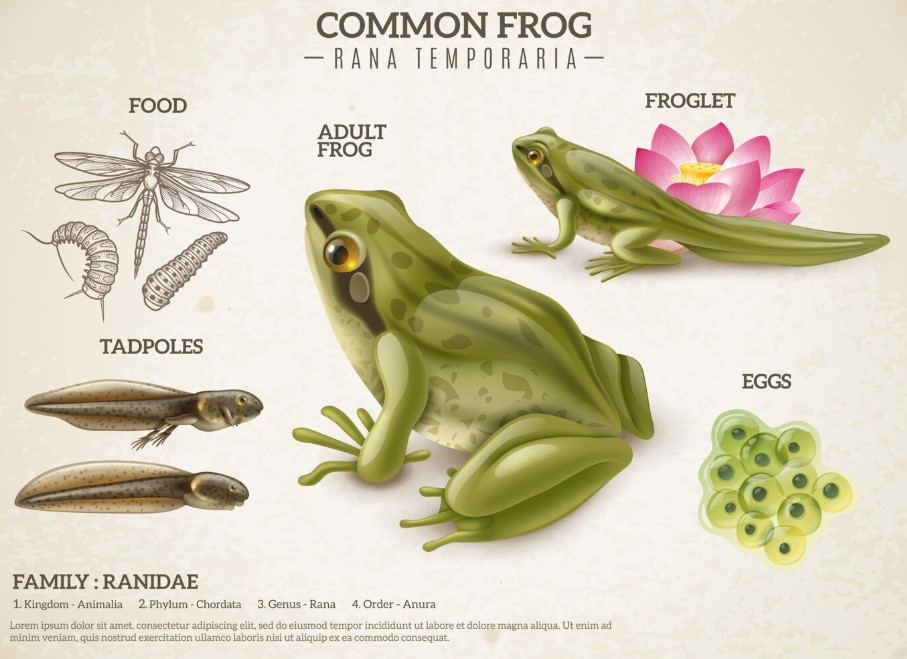 COMMON FROG
RANA TEMPORARIA
FOOD
ADULT
FROG
FROGLET
TADPOLES
EGGS
FAMILY : RANIDAE
1. Kingdom - Animalia 2. Phylum - Chordata 3. Genus - Rana 4. Order - Anura
Lorem ipsum dolor sit amet, consectetur adipiscing elit, sed do eiusmod tempor incididunt ut labore et dolore magna aliqua. Ut enim ad
minim veniam, quis nostrud exercitation ullamco laboris nisi ut aliquip ex ea commodo consequat.